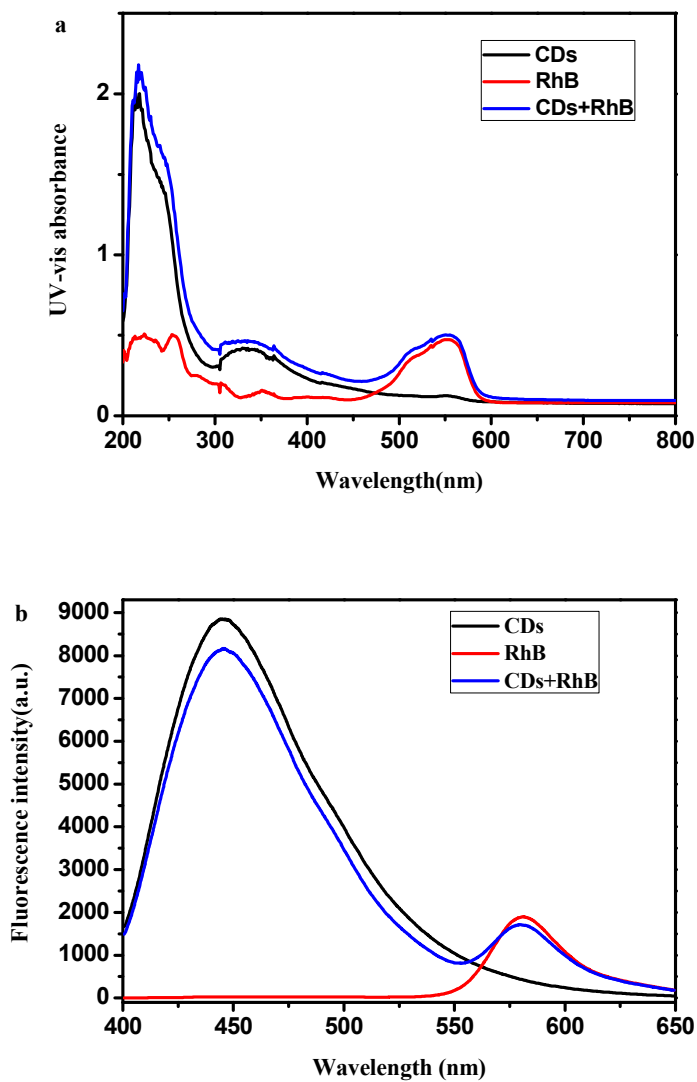 a
CDs
RhB
CDs+RhB
UV-vis absorbance
2
1
0
200 300 400 500 600 700 800
Wavelength(nm)
b
CDs
RhB
CDs+RhB
Fluorescence intensity(a.u.)
9000
8000
7000
6000
5000
4000
3000
2000
1000
0
400 450 500 550 600 650
Wavelength (nm)